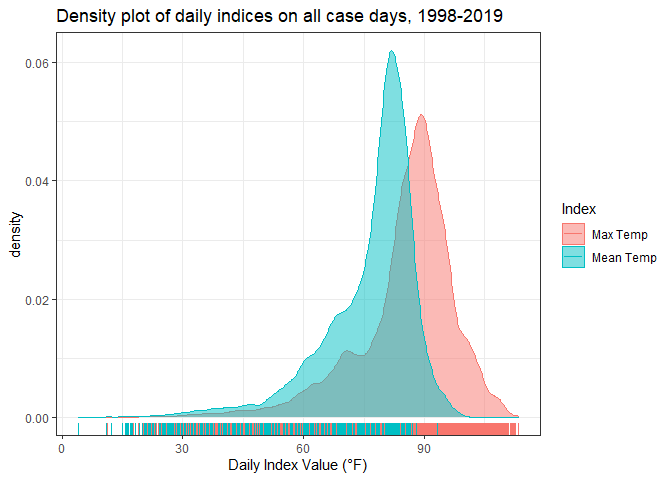 Density plot of daily indices on all case days, 1998-2019
0.06
0.04
0.02
0.00
density
0
30
60
90
Daily Index Value (°F)
Index
Max Temp
Mean Temp